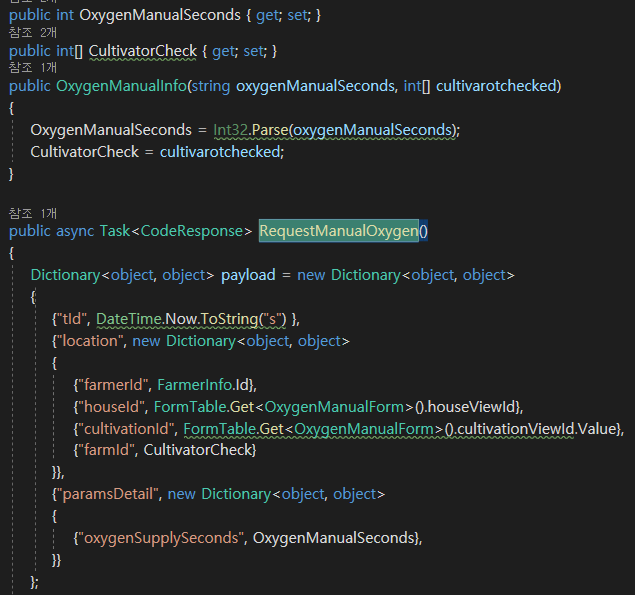 public int OxygenManualSeconds { get; set; }
참조 2개
public int[] CultivatorCheck { get; set; }
참조 1개
public OxygenManualInfo(string oxygenManualSeconds, int[] cultivarotchecked)
{
OxygenManualSeconds = Int32.Parse(oxygenManualSeconds);
CultivatorCheck = cultivarotchecked;
}
참조 1개
public async Task<CodeResponse> RequestManualOxygen()
{
Dictionary<object, object> payload = new Dictionary<object, object>
{
{"tId", DateTime.Now.ToString("s") },
{"location", new Dictionary<object, object>
{
{"farmerId", FarmerInfo.Id},
{"houseId", FormTable.Get<OxygenManualForm>().houseViewId},
{"cultivationId", FormTable.Get<OxygenManualForm>().cultivationViewId.Value},
{"farmId", CultivatorCheck}
}},
{"paramsDetail", new Dictionary<object, object>
{
{"oxygenSupplySeconds", OxygenManualSeconds},
}}
};